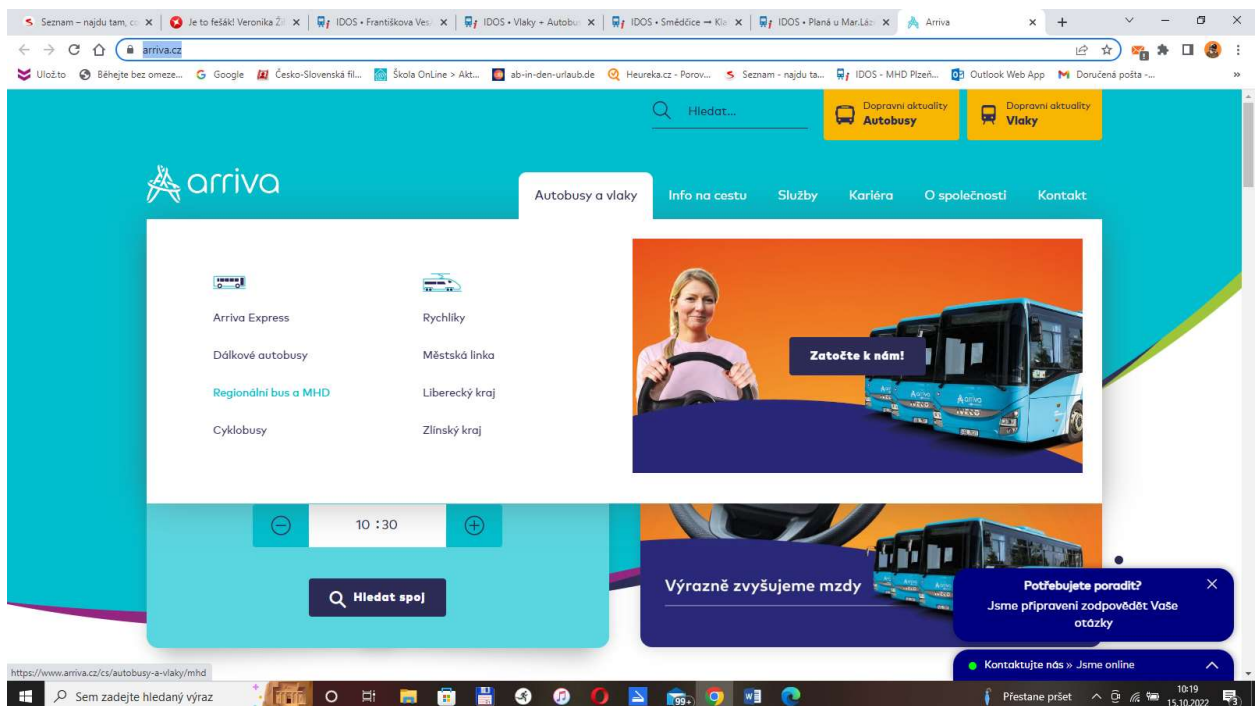 Seznam – najdu tam, co
Je to fešák! Veronika Ži
IDOS • Františkova Ves
IDOS • Vlaky + Autobu
IDOS • Smědčice → Kla
IDOS • Planá u Mar.Láz
Arriva
arriva.cz
Ulož.to
Běhejte bez omeze...
Google
Česko-Slovenská fil...
Škola OnLine > Akt...
ab-in-den-urlaub.de
Heureka.cz - Porov...
Seznam - najdu ta...
IDOS - MHD Plzeň...
Outlook Web App
Doručená pošta -...
»
Hledat...
Dopravní aktuality
Autobusy
Dopravní aktuality
Vlaky
arriva
Autobusy a vlaky
Info na cestu
Služby
Kariéra
O společnosti
Kontakt
Arriva Express
Dálkové autobusy
Regionální bus a MHD
Cyklobusy
Rychlíky
Městská linka
Liberecký kraj
Zlínský kraj
Zatočte k nám!
10 : 30
Hledat spoj
Výrazně zvyšujeme mzdy
Potřebujete poradit?
Jsme připraveni zodpovědět Vaše
otázky
Kontaktujte nás » Jsme online
https://www.arriva.cz/cs/autobusy-a-vlaky/mhd
Sem zadejte hledaný výraz
99+
Přestane pršet
10:19
15.10.2022